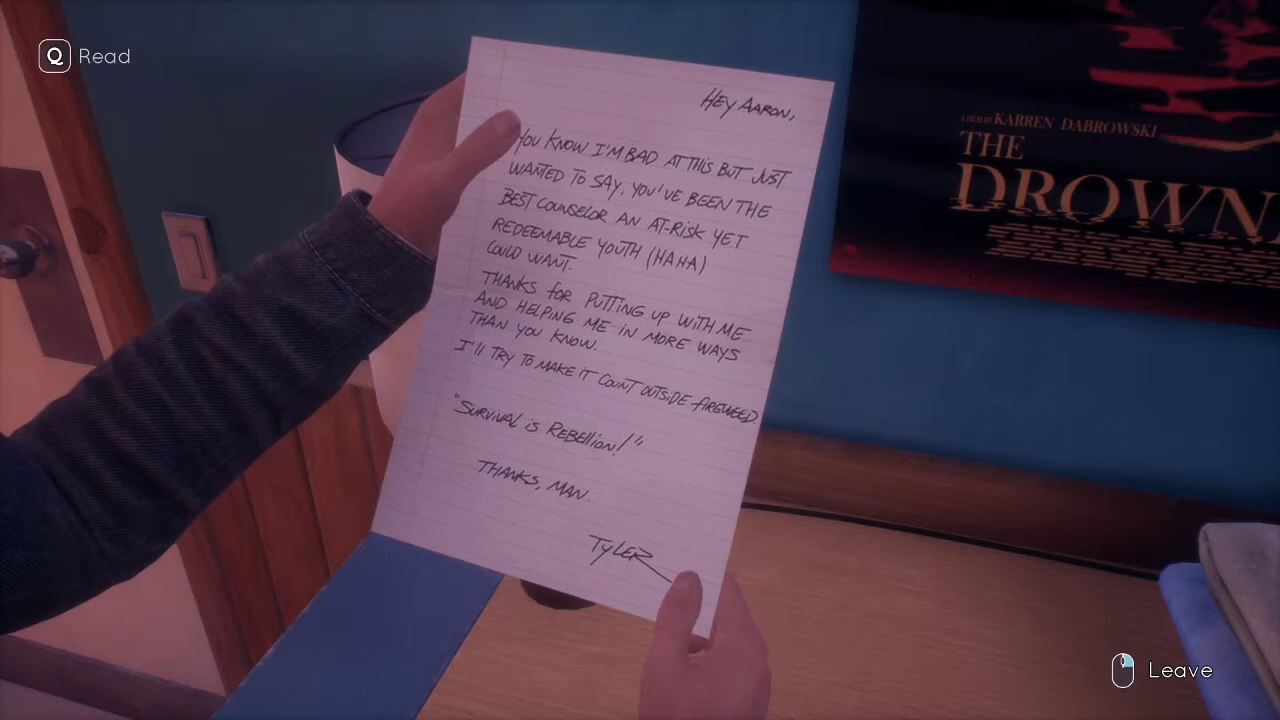 Q Read
HEY AARON,
YOU KNOW I'M BAD AT THIS BUT JUST
WANTED TO SAY, YOU'VE BEEN THE
BEST COUNSELOR AN AT-RISK YET
REDEEMABLE YOUTH (HAHA)
COULD WANT.
THANKS FOR PUTTING UP WITH ME
AND HELPING ME IN MORE WAYS
THAN YOU KNOW.
I'll TRY TO MAKE IT COUNT OUTSIDE FIREWEED.
"SURVIVAL IS REBELLION!"
THANKS, MAN.
TYLER
A FILM BY KARREN DABROWSKI
THE
DROWN
Leave